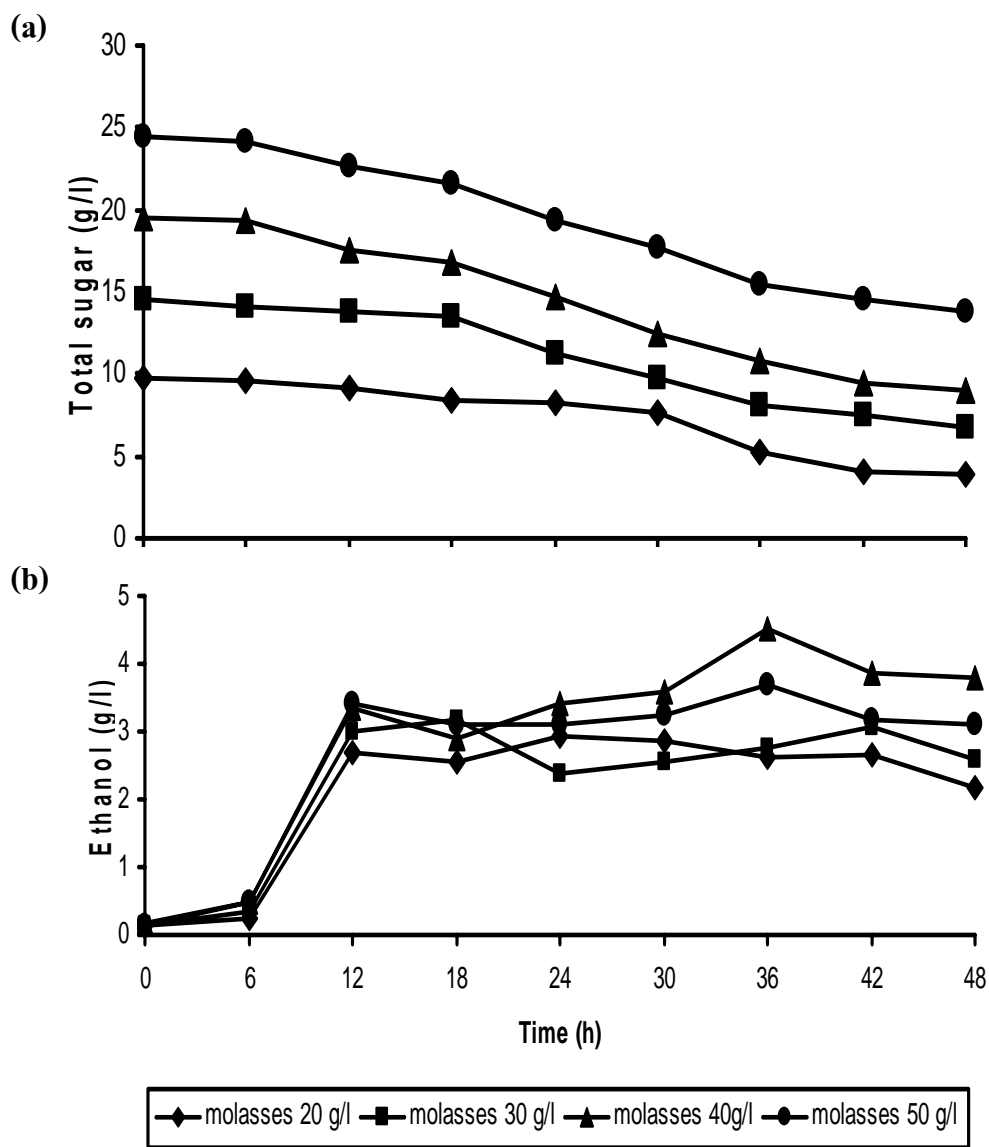 (a)
30
25
20
15
10
5
0
Total sugar (g/l)
(b)
5
4
3
2
1
0
Ethanol (g/l)
0 6 12 18 24 30 36 42 48
Time (h)
molasses 20 g/l molasses 30 g/l molasses 40g/l molasses 50 g/l